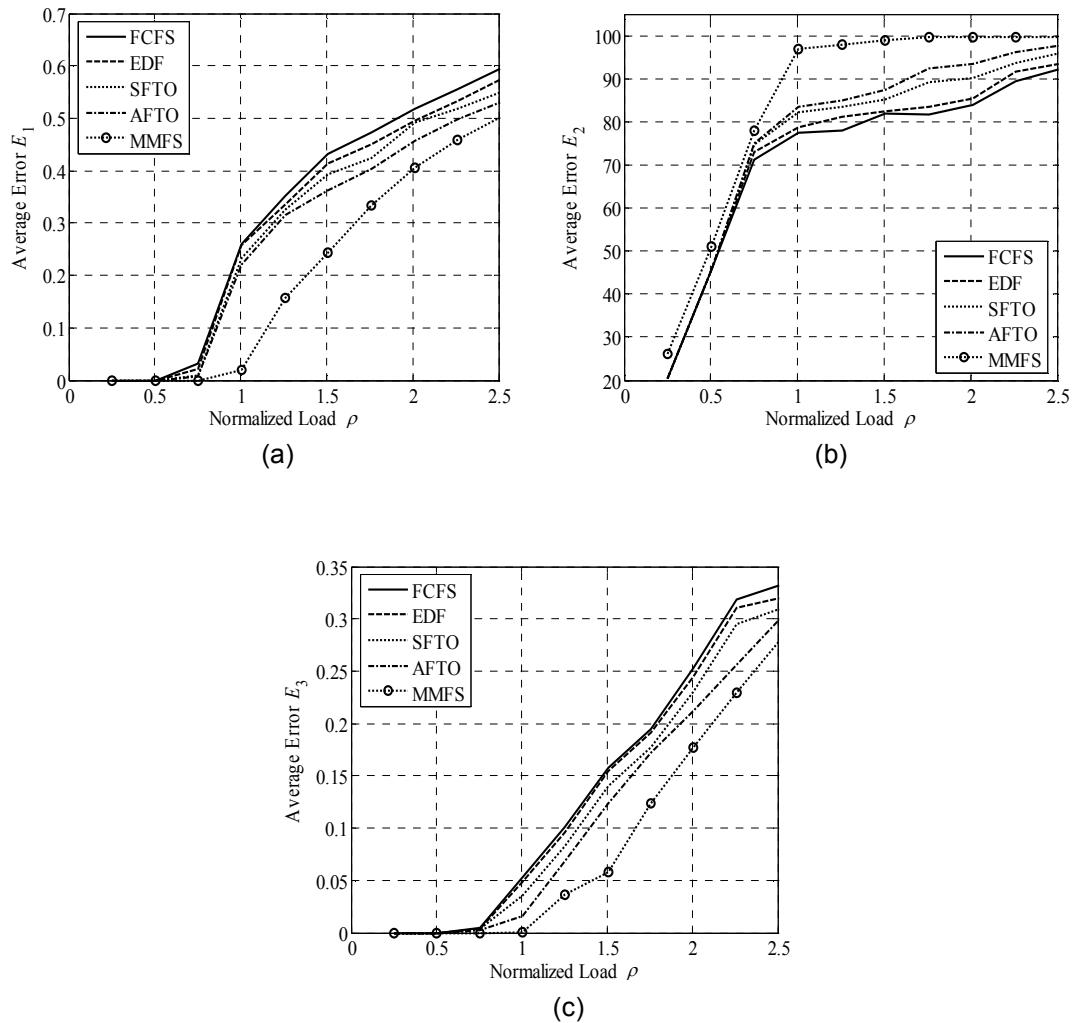 0.7
0.6
0.5
0.4
0.3
0.2
0.1
0
FCFS
EDF
SFTO
AFTO
MMFS
Average Error E1
0 0.5 1 1.5 2 2.5
Normalized Load ρ
(a)
100
90
80
70
60
50
40
30
20
FCFS
EDF
SFTO
AFTO
MMFS
Average Error E2
0 0.5 1 1.5 2 2.5
Normalized Load ρ
(b)
0.35
0.3
0.25
0.2
0.15
0.1
0.05
0
FCFS
EDF
SFTO
AFTO
MMFS
Average Error E3
0 0.5 1 1.5 2 2.5
Normalized Load ρ
(c)